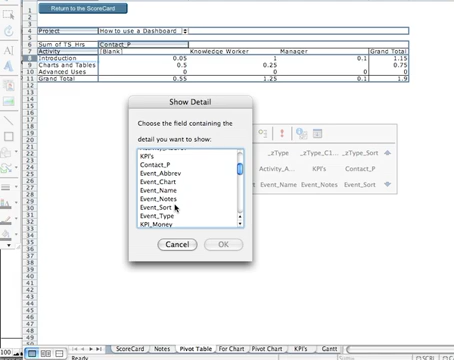 Return to the ScoreCard
Project How to use a Dashboard
Sum of TS_Hrs Contact_P
Activity (Blank) Knowledge Worker Manager Grand Total
Introduction 0.05 1 0.1 1.15
Charts and Tables 0.5 0.25 0.75
Advanced Uses 0 0 0 0
Grand Total 0.55 1.25 0.1 1.9
Show Detail
Choose the field containing the
detail you want to show:
KPI's
Contact_P
Event_Abbrev
Event_Chart
Event_Name
Event_Notes
Event_Sort
Event_Type
KPI_Money
Cancel OK
_zType _zType_C1... _zType_Sort
Activity_A... KPI's Contact_P
Event_Name Event_Notes Event_Sort
100
ScoreCard Notes Pivot Table For Chart Pivot Chart KPI's Gantt
Ready